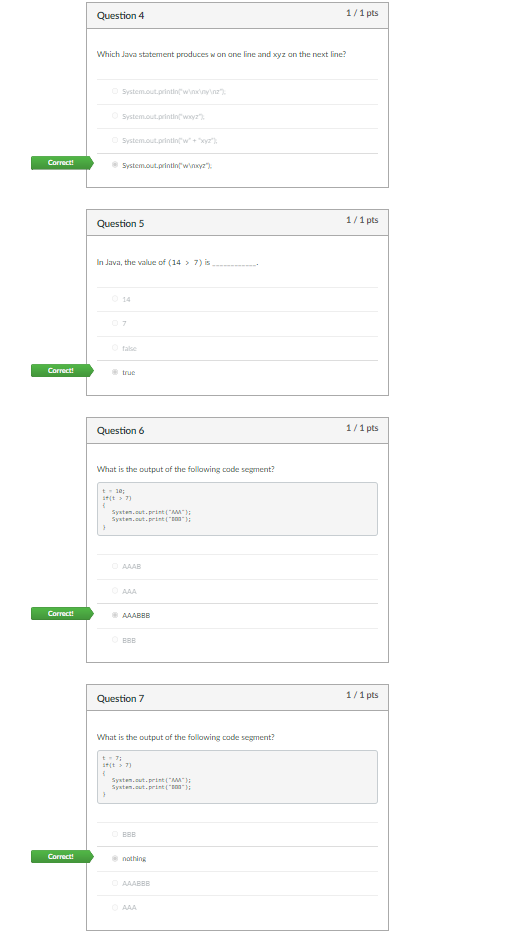 Question 4
1 / 1 pts
Which Java statement produces w on one line and xyz on the next line?
System.out.println("w\nx\ny\nz");
System.out.println("wxyz");
System.out.println("w" + "xyz");
Correct!
System.out.println("w\nxyz");
Question 5
1 / 1 pts
In Java, the value of (14 > 7) is ____________.
14
7
false
Correct!
true
Question 6
1 / 1 pts
What is the output of the following code segment?
t = 10;
if(t > 7)
{
System.out.print("AAA");
System.out.print("BBB");
}
AAAB
AAA
Correct!
AAABBB
BBB
Question 7
1 / 1 pts
What is the output of the following code segment?
t = 7;
if(t > 7)
{
System.out.print("AAA");
System.out.print("BBB");
}
BBB
Correct!
nothing
AAABBB
AAA